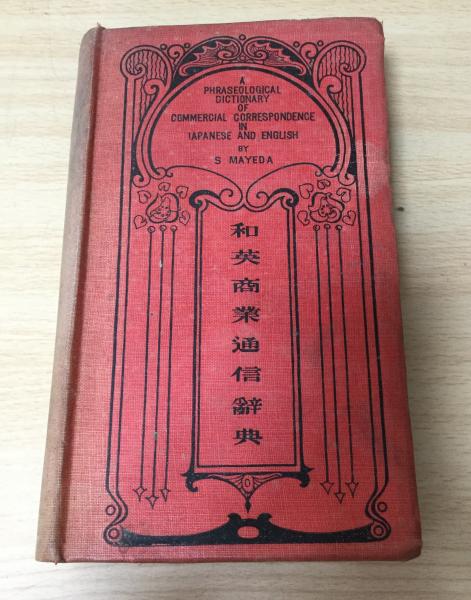 A
PHRASEOLOGICAL
DICTIONARY
OF
COMMERCIAL CORRESPONDENCE
IN
JAPANESE AND ENGLISH
BY
S MAYEDA
和英商業通信辭典